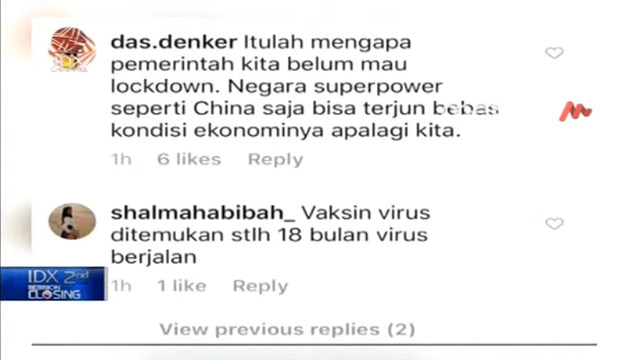 das.denker Itulah mengapa
pemerintah kita belum mau
lockdown. Negara superpower
seperti China saja bisa terjun bebas
kondisi ekonominya apalagi kita.
1h 6 likes Reply
shalmahabibah_ Vaksin virus
ditemukan stlh 18 bulan virus
berjalan
IDX 2nd
SESSION
CLOSING
1h 1 like Reply
View previous replies (2)